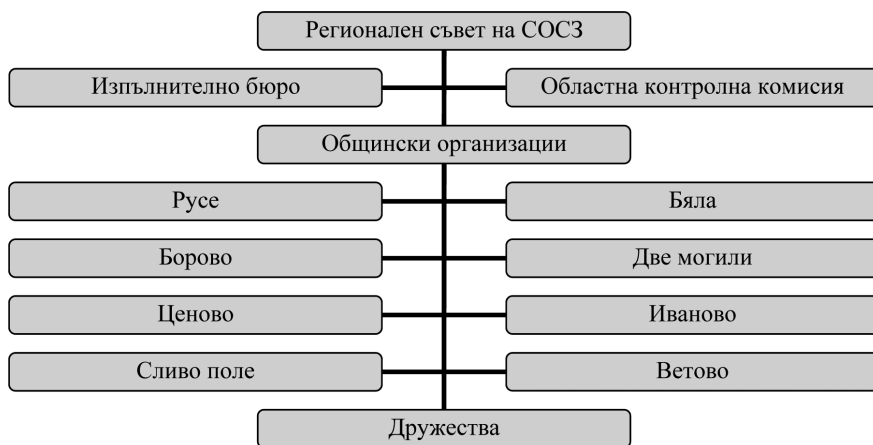 Регионален съвет на СОСЗ
Изпълнително бюро
Областна контролна комисия
Общински организации
Русе
Бяла
Борово
Две могили
Ценово
Иваново
Сливо поле
Ветово
Дружества